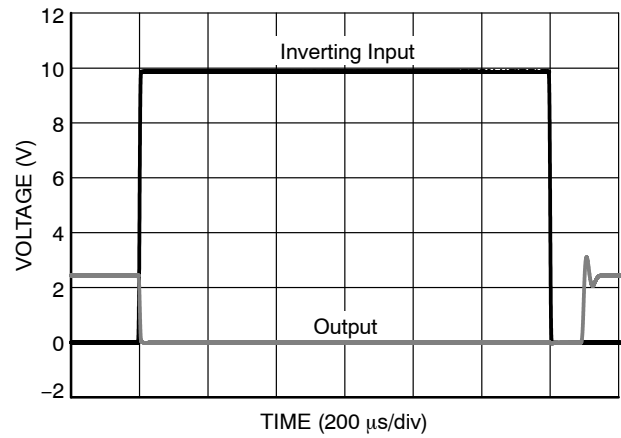 12
Inverting Input
10
8
6
4
2
0
−2
VOLTAGE (V)
Output
TIME (200 μs/div)